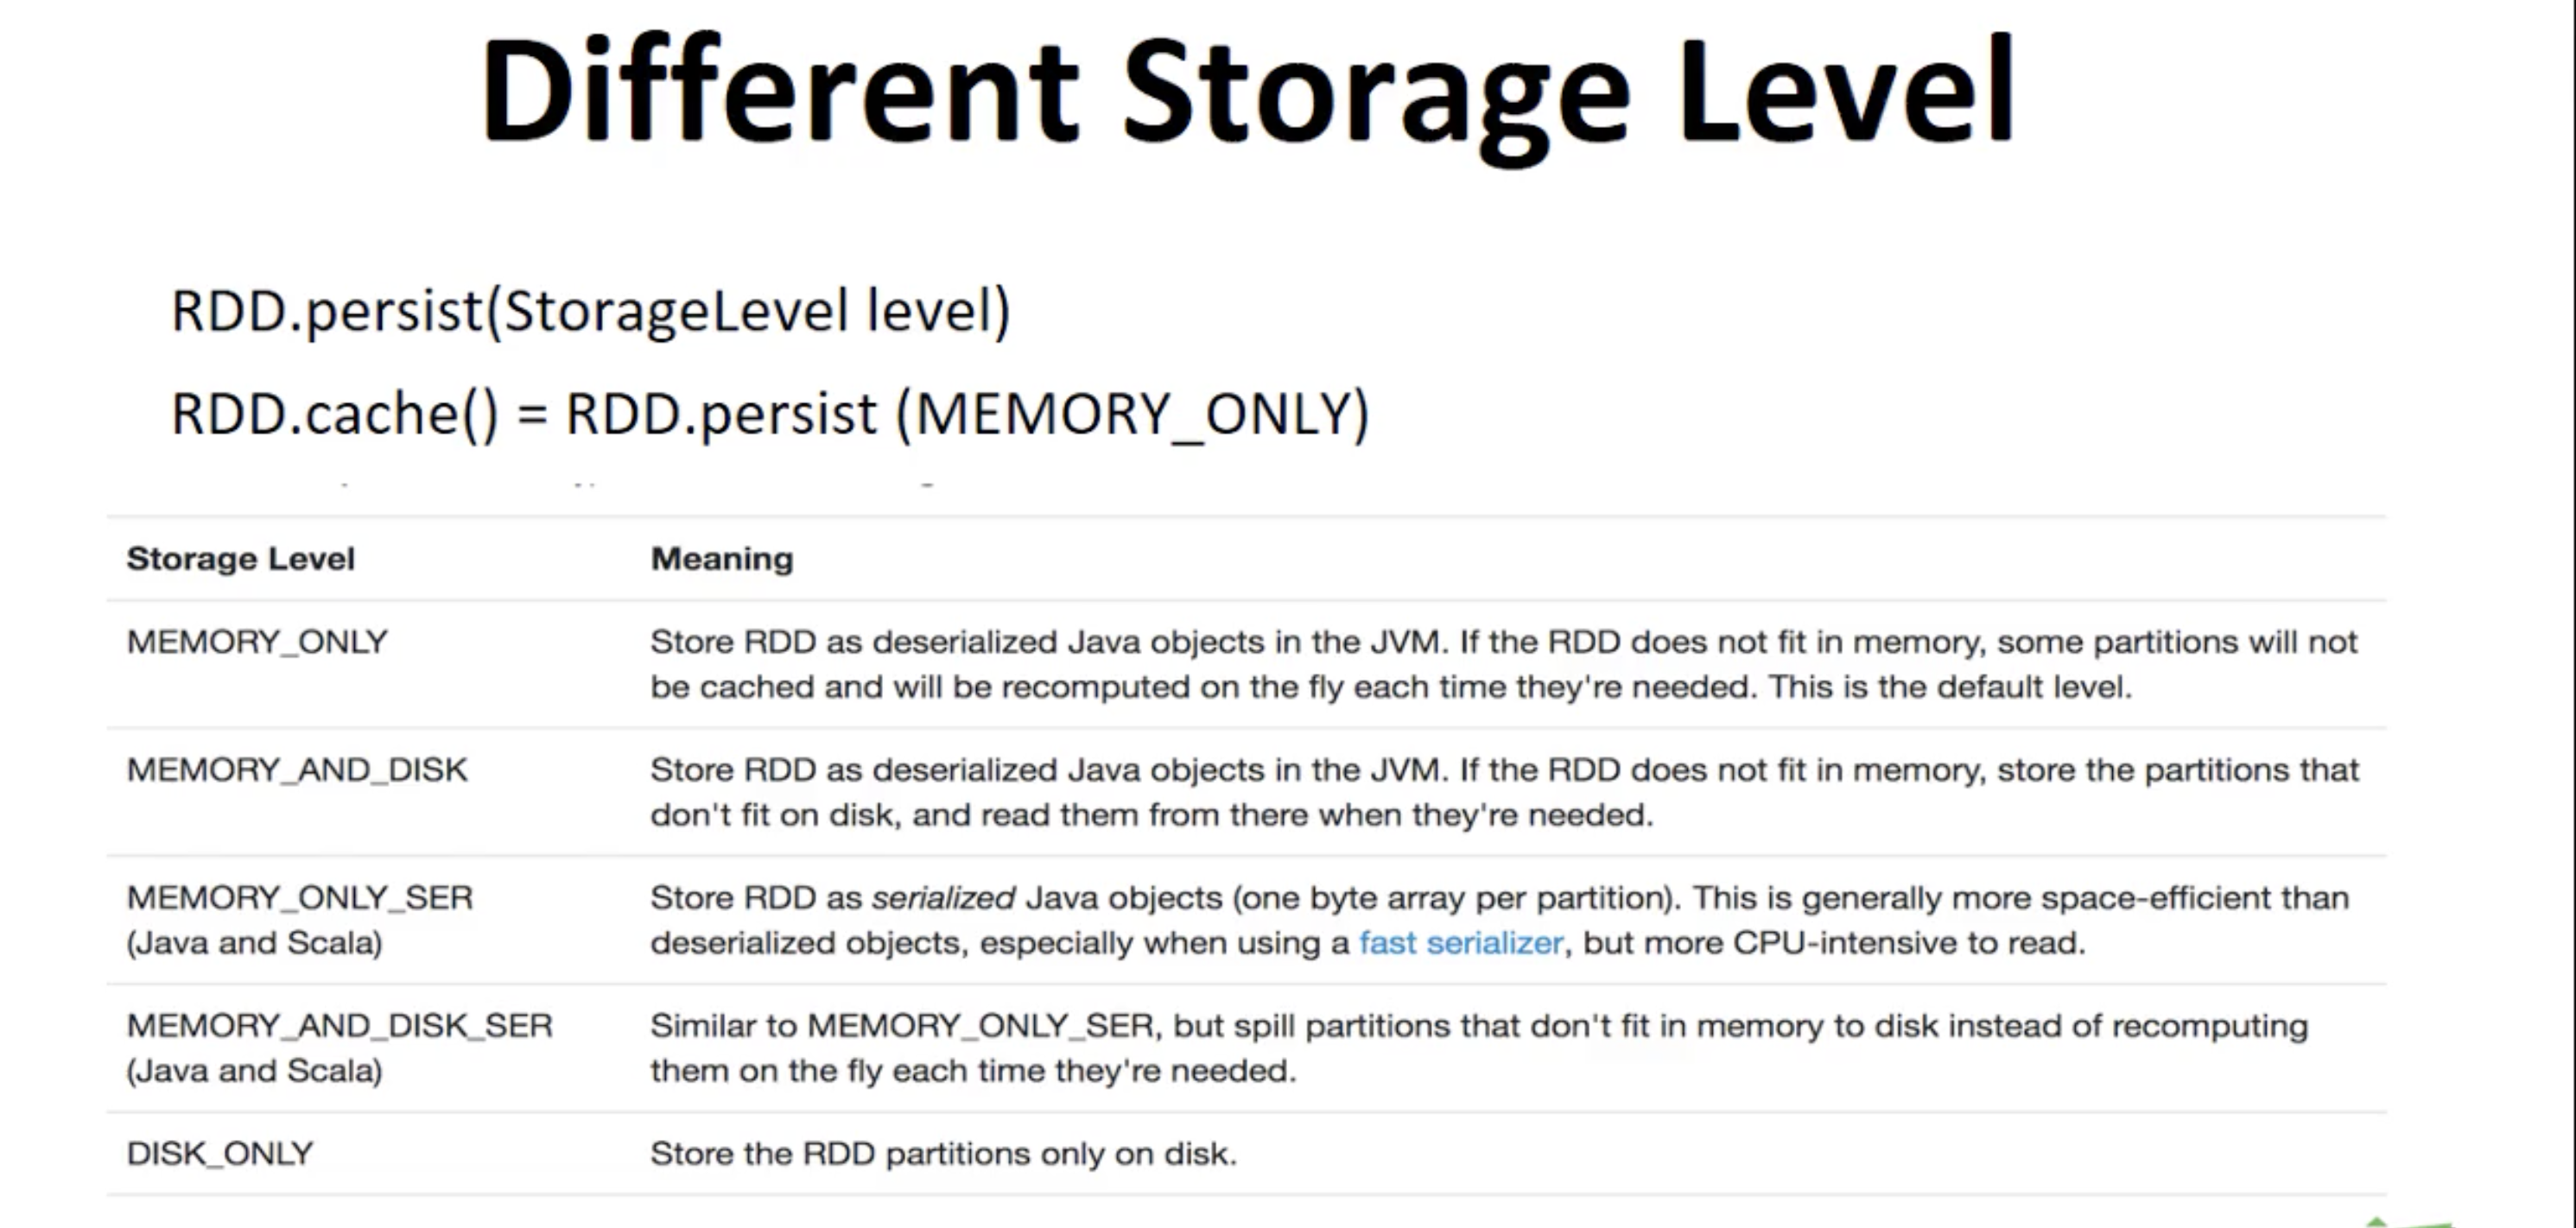 Different Storage Level
RDD.persist(StorageLevel level)
RDD.cache() = RDD.persist (MEMORY_ONLY)
Storage Level Meaning
MEMORY_ONLY Store RDD as deserialized Java objects in the JVM. If the RDD does not fit in memory, some partitions will not
be cached and will be recomputed on the fly each time they're needed. This is the default level.
MEMORY_AND_DISK Store RDD as deserialized Java objects in the JVM. If the RDD does not fit in memory, store the partitions that
don't fit on disk, and read them from there when they're needed.
MEMORY_ONLY_SER Store RDD as serialized Java objects (one byte array per partition). This is generally more space-efficient than
(Java and Scala) deserialized objects, especially when using a fast serializer, but more CPU-intensive to read.
MEMORY_AND_DISK_SER Similar to MEMORY_ONLY_SER, but spill partitions that don't fit in memory to disk instead of recomputing
(Java and Scala) them on the fly each time they're needed.
DISK_ONLY Store the RDD partitions only on disk.